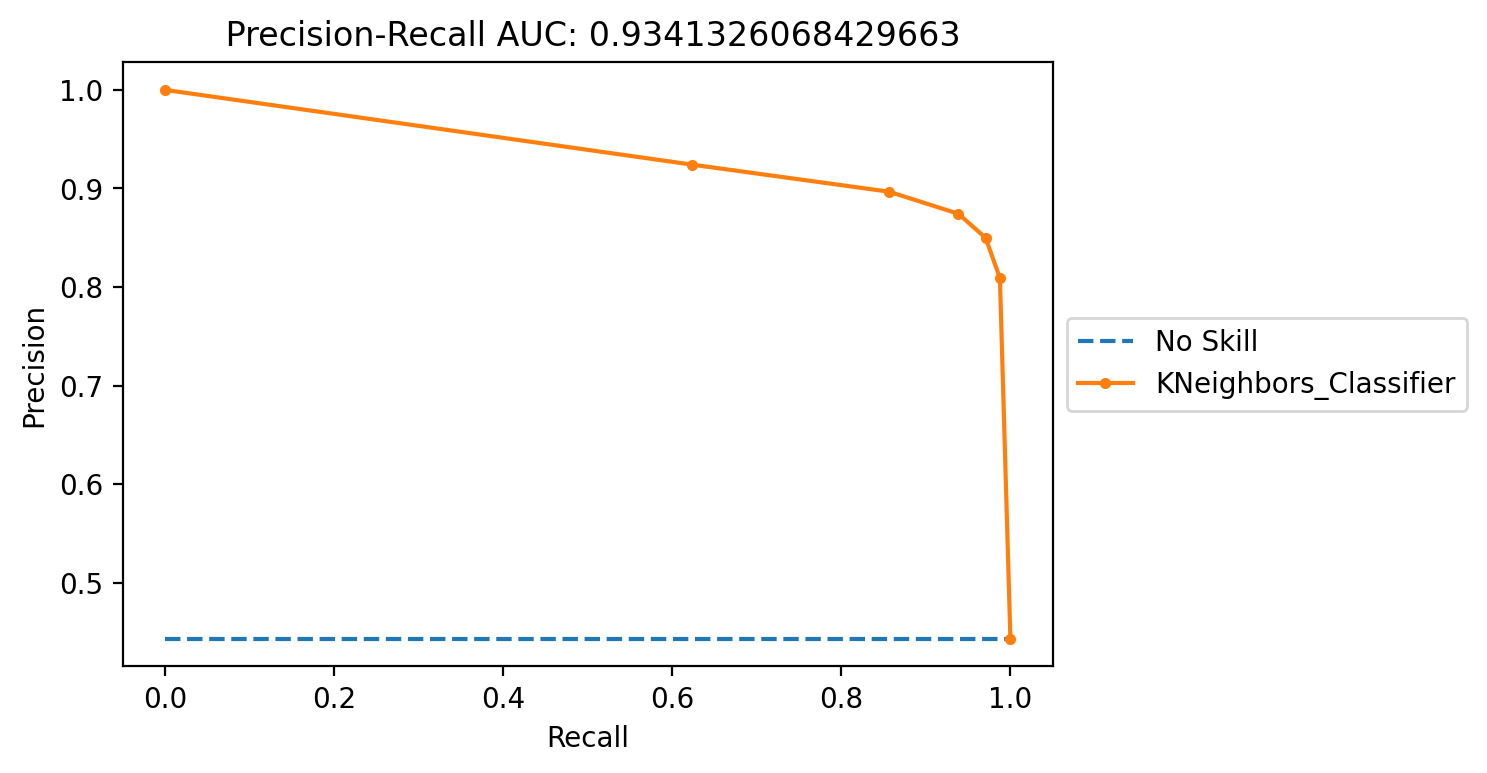 Precision-Recall AUC: 0.9341326068429663
1.0
0.9
0.8
0.7
0.6
0.5
Precision
0.0 0.2 0.4 0.6 0.8 1.0
Recall
No Skill
KNeighbors_Classifier